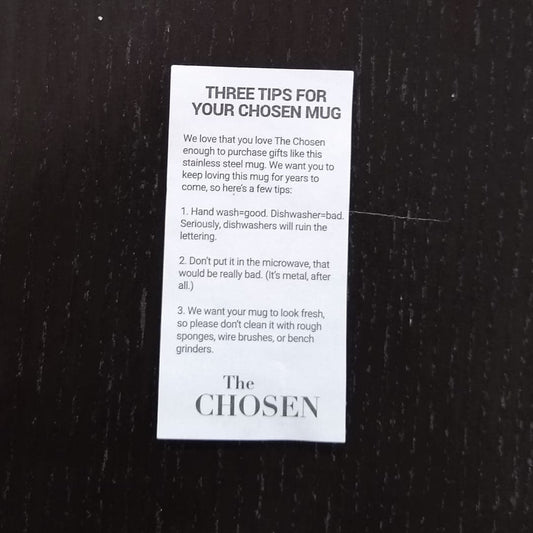 THREE TIPS FOR
YOUR CHOSEN MUG
We love that you love The Chosen
enough to purchase gifts like this
stainless steel mug. We want you to
keep loving this mug for years to
come, so here's a few tips:
1. Hand wash=good. Dishwasher=bad.
Seriously, dishwashers will ruin the
lettering.
2. Don't put it in the microwave, that
would be really bad. (It's metal, after
all.)
3. We want your mug to look fresh,
so please don't clean it with rough
sponges, wire brushes, or bench
grinders.
The
CHOSEN